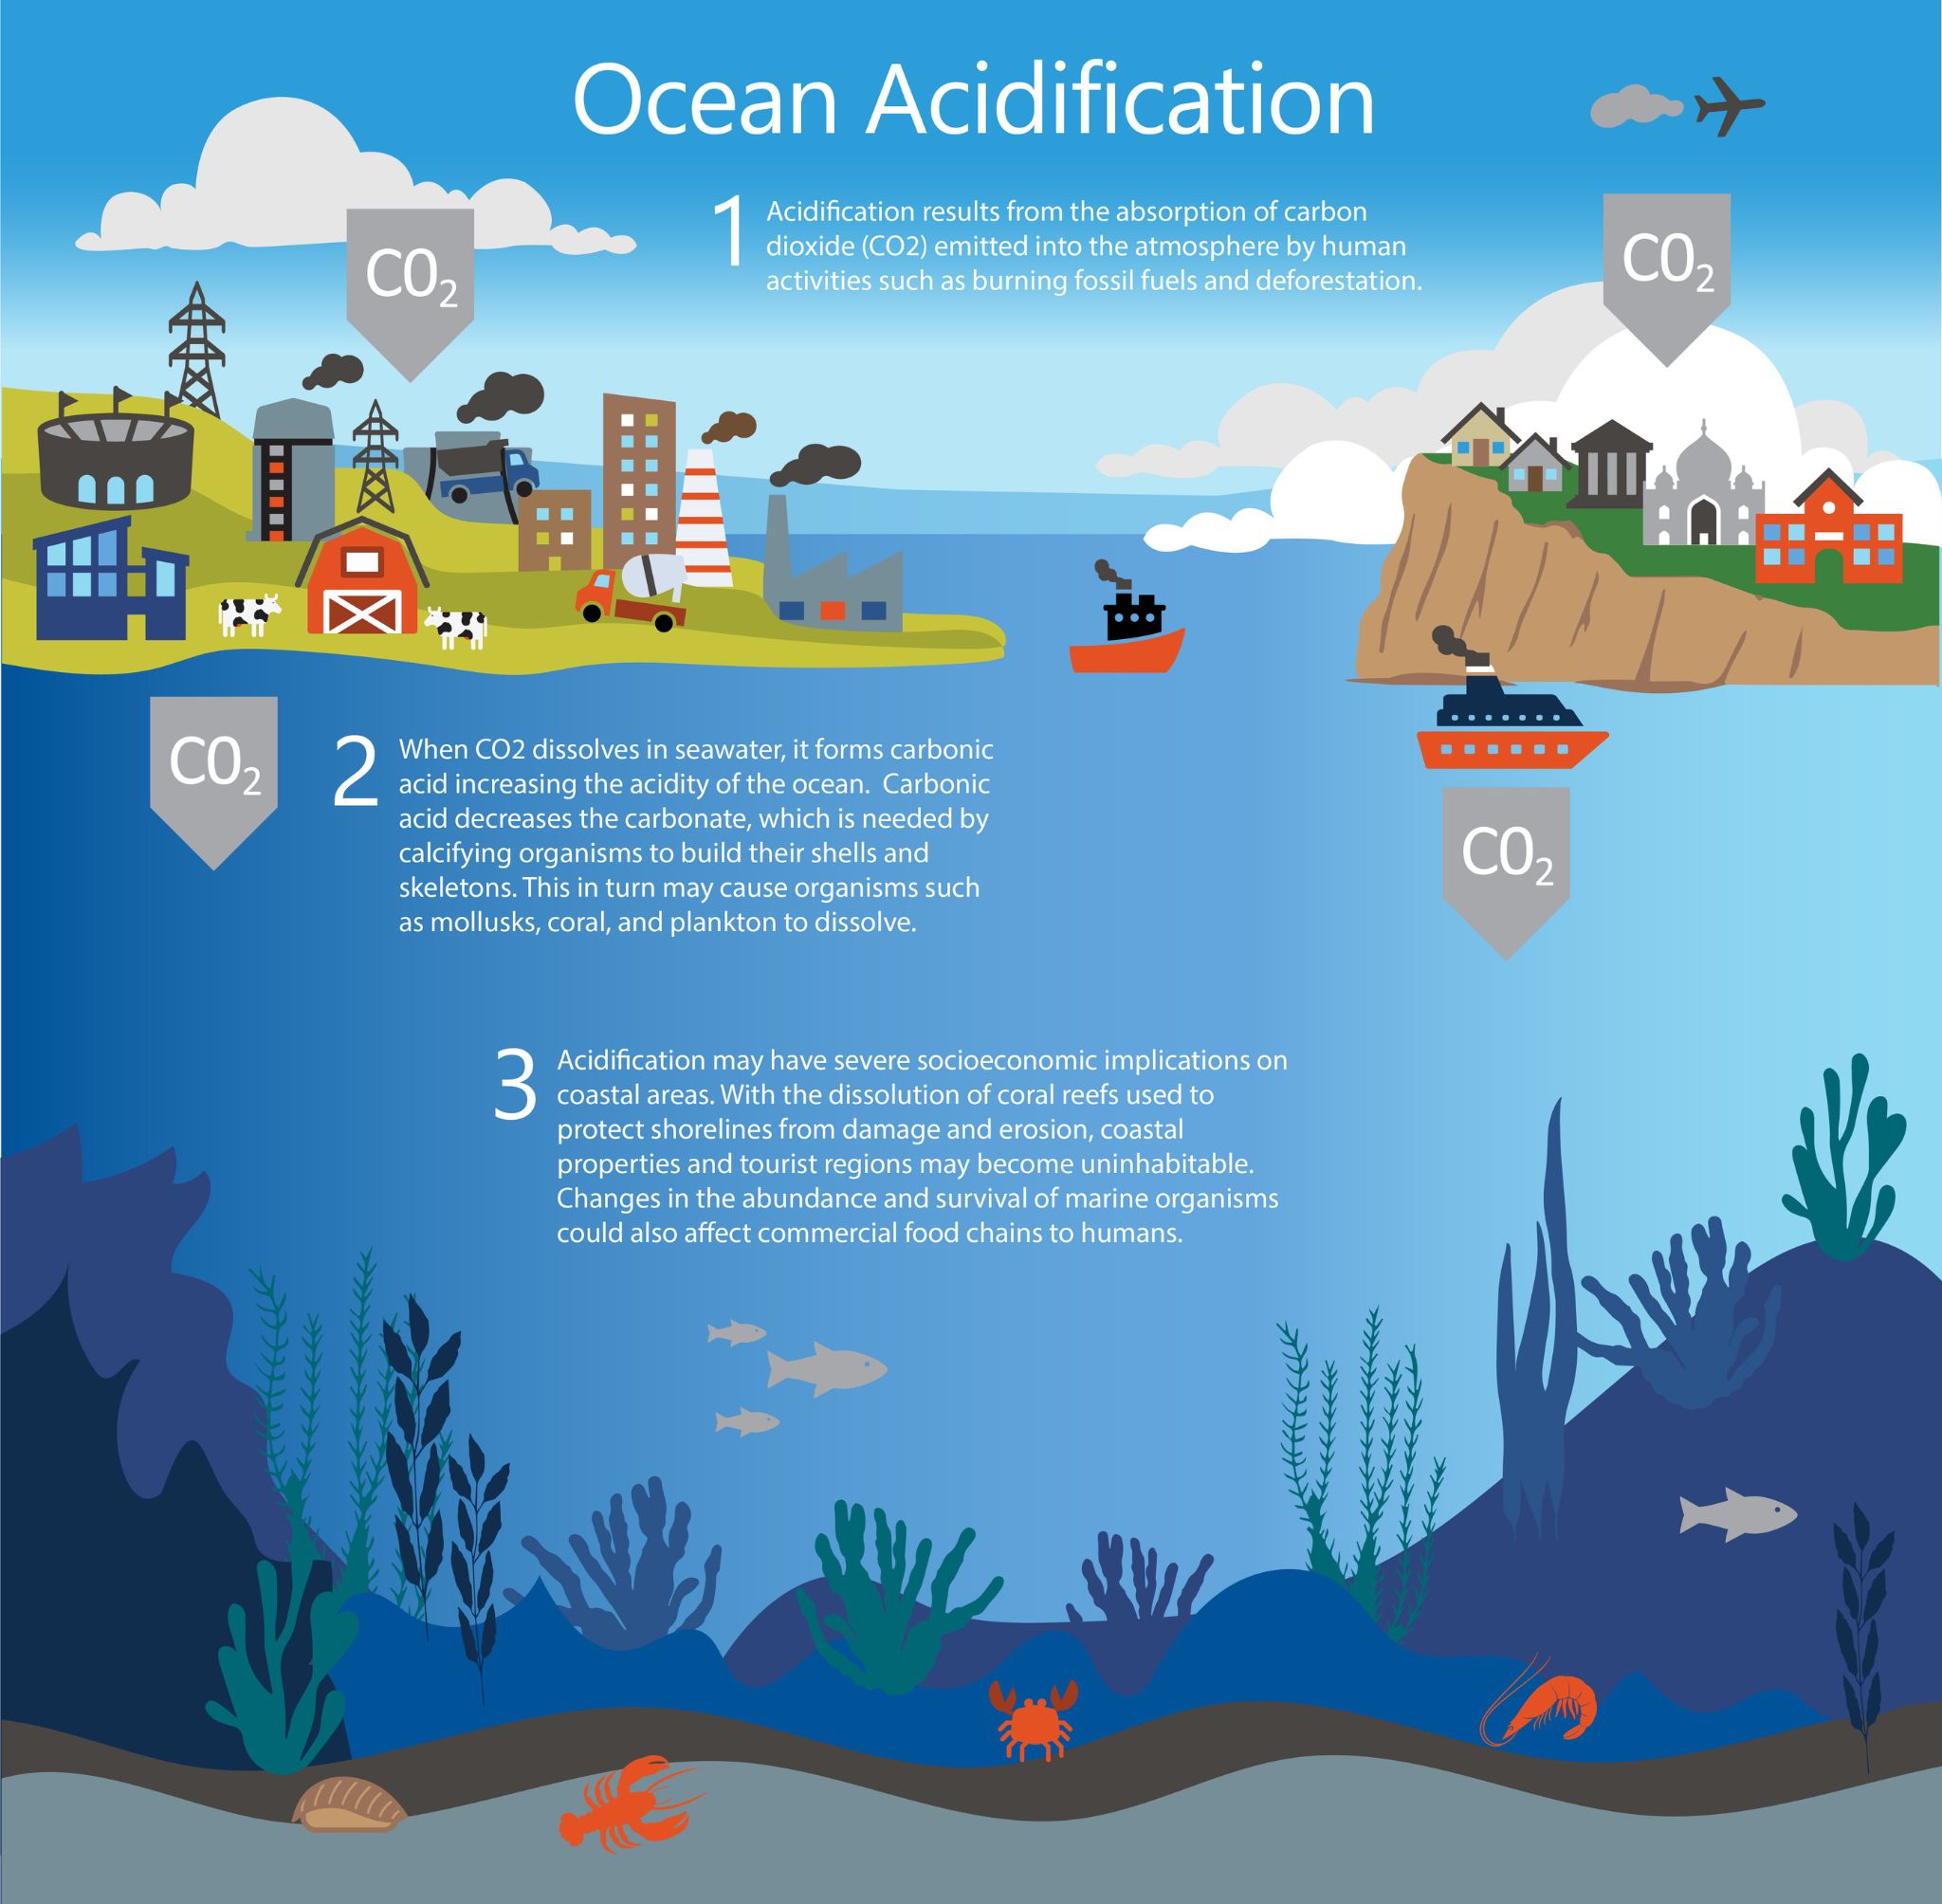 Ocean Acidification
1
Acidification results from the absorption of carbon
dioxide (CO2) emitted into the atmosphere by human
activities such as burning fossil fuels and deforestation.
CO2
CO2
CO2
2
When CO2 dissolves in seawater, it forms carbonic
acid increasing the acidity of the ocean.  Carbonic
acid decreases the carbonate, which is needed by
calcifying organisms to build their shells and
skeletons. This in turn may cause organisms such
as mollusks, coral, and plankton to dissolve.
CO2
3
Acidification may have severe socioeconomic implications on
coastal areas. With the dissolution of coral reefs used to
protect shorelines from damage and erosion, coastal
properties and tourist regions may become uninhabitable.
Changes in the abundance and survival of marine organisms
could also affect commercial food chains to humans.